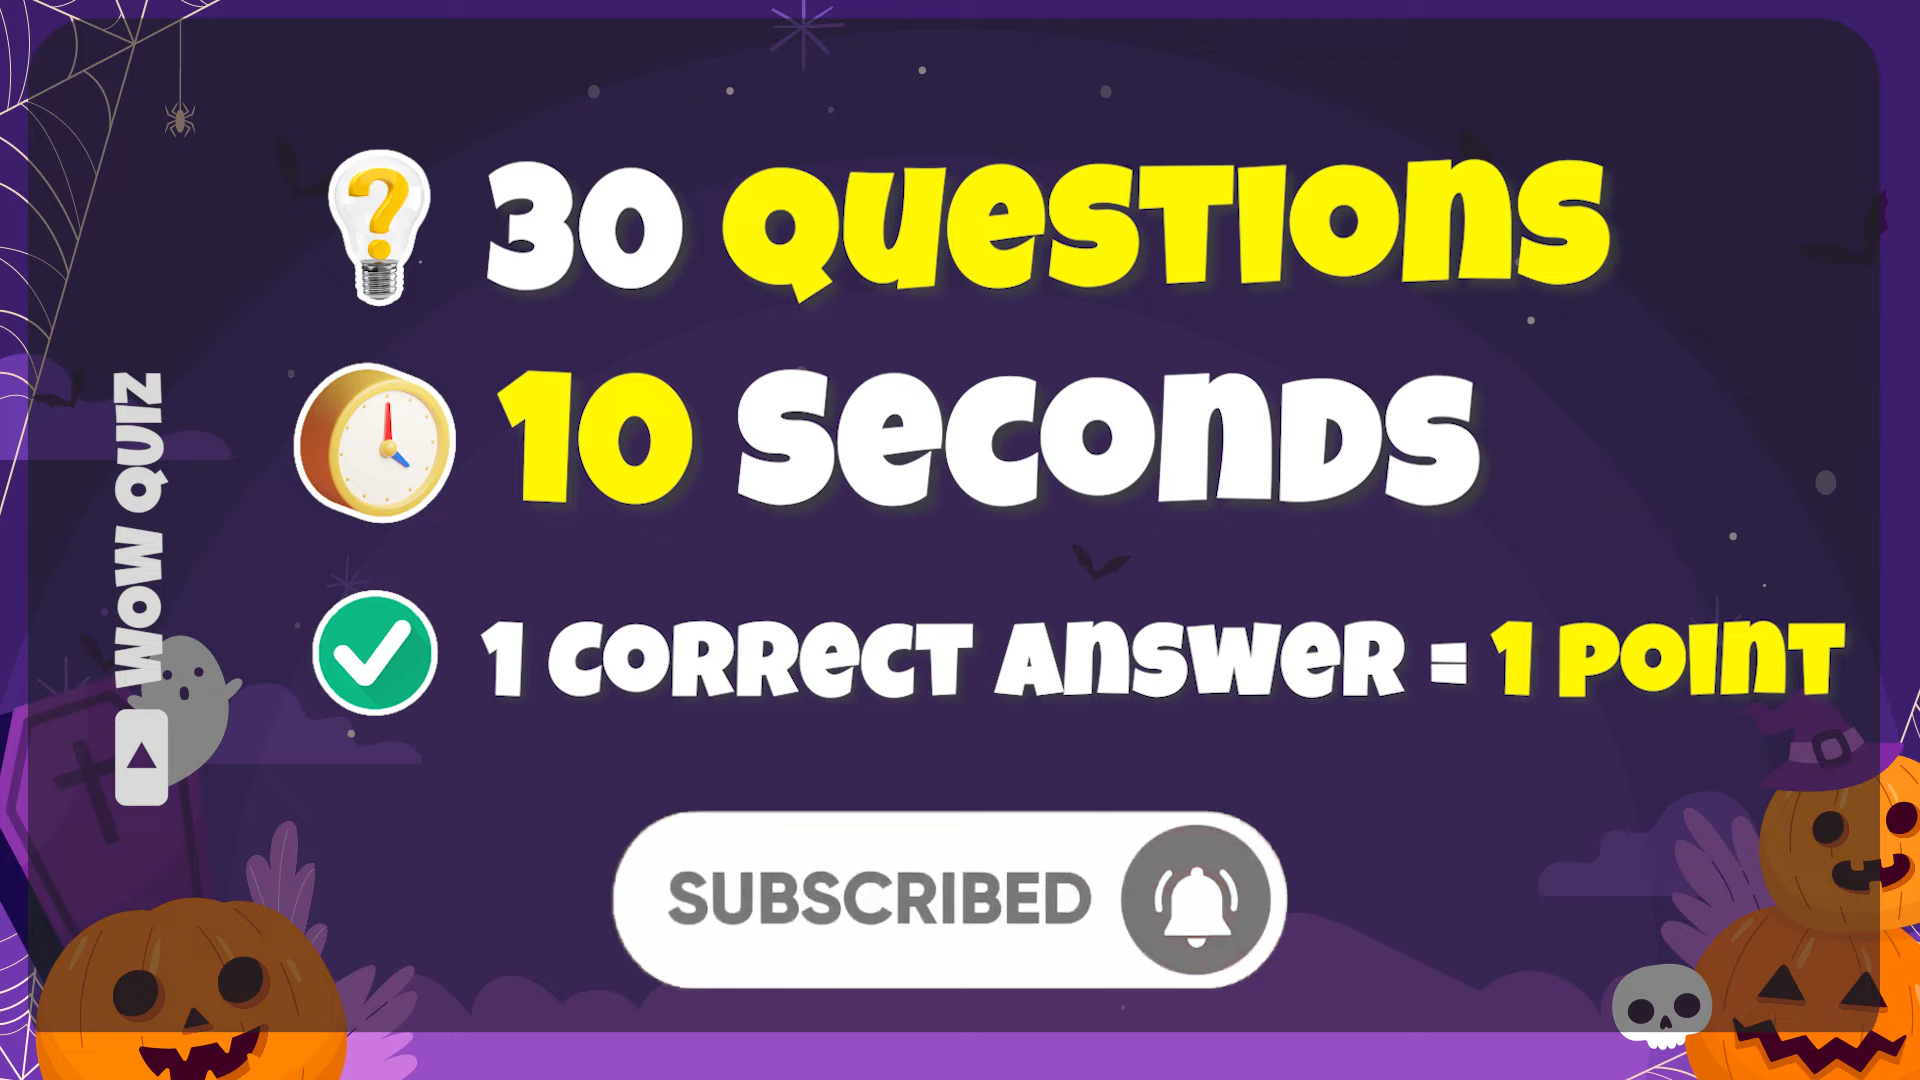 30 QUESTIONS
10 SECONDS
1 CORRECT ANSWER = 1 POINT
WOW QUIZ
SUBSCRIBED